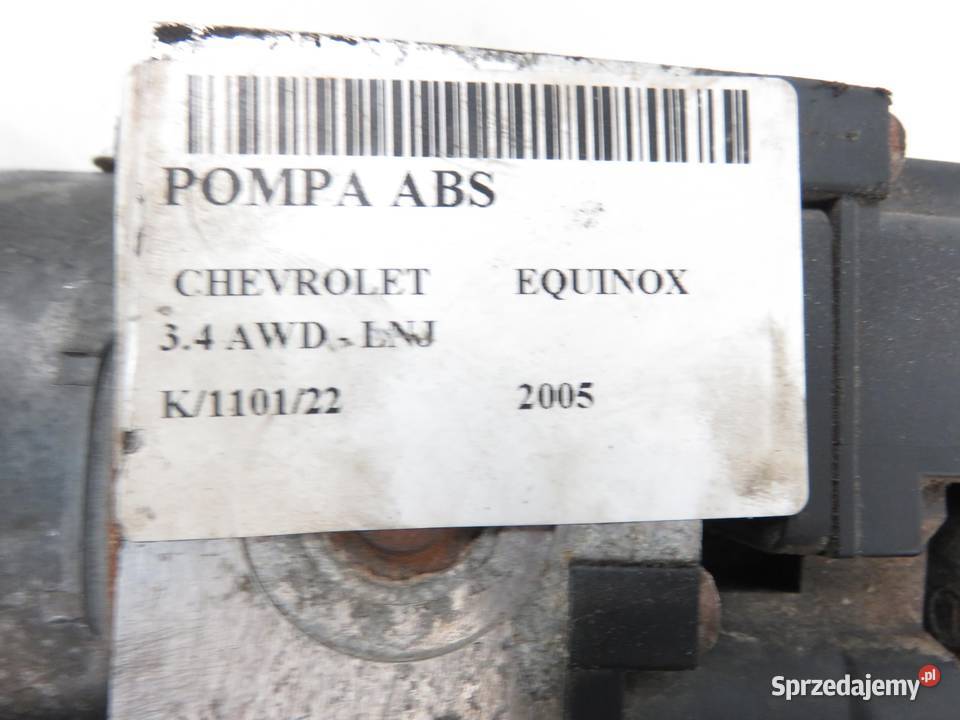 POMPA ABS
CHEVROLET EQUINOX
3.4 AWD - LNJ
K/1101/22 2005
Sprzedajemy.pl